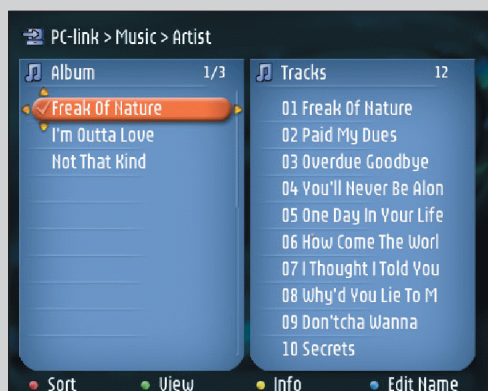 PC-link > Music > Artist
Album 1/3
Freak Of Nature
I'm Outta Love
Not That Kind
Tracks 12
01 Freak Of Nature
02 Paid My Dues
03 Overdue Goodbye
04 You'll Never Be Alon
05 One Day In Your Life
06 How Come The Worl
07 I Thought I Told You
08 Why'd You Lie To M
09 Don'tcha Wanna
10 Secrets
Sort View Info Edit Name